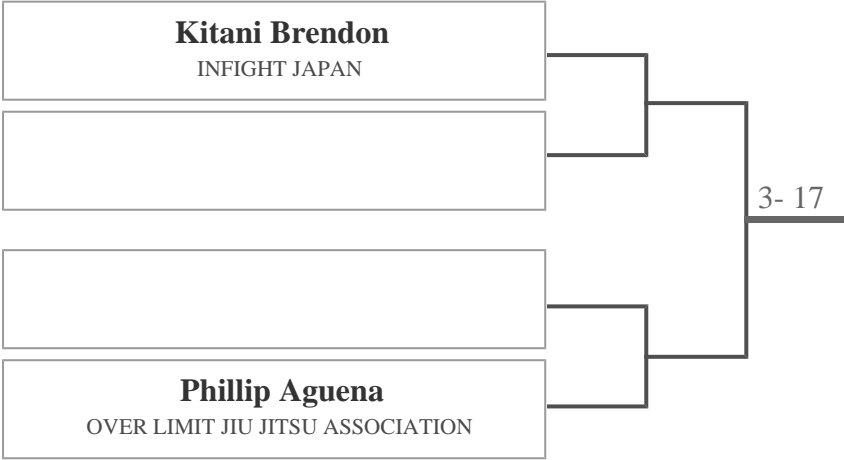 Kitani Brendon
INFIGHT JAPAN
3- 17
Phillip Aguena
OVER LIMIT JIU JITSU ASSOCIATION